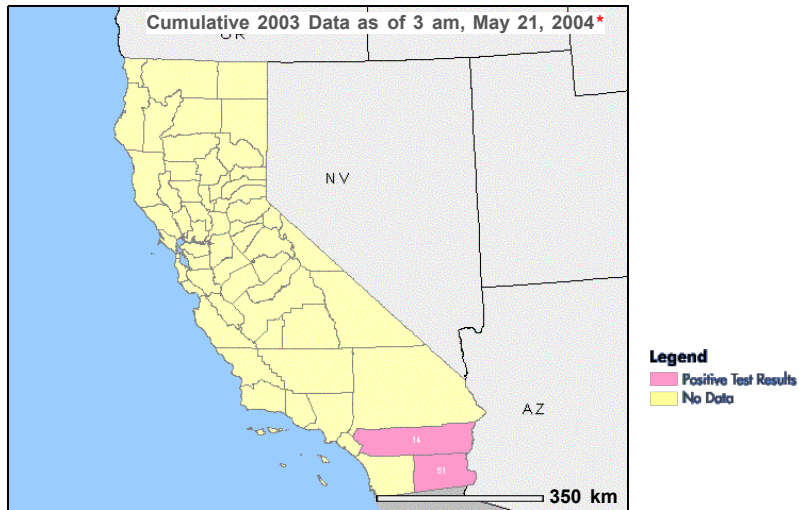 Cumulative 2003 Data as of 3 am, May 21, 2004*
OR
NV
AZ
14
51
350 km
Legend
Positive Test Results
No Data